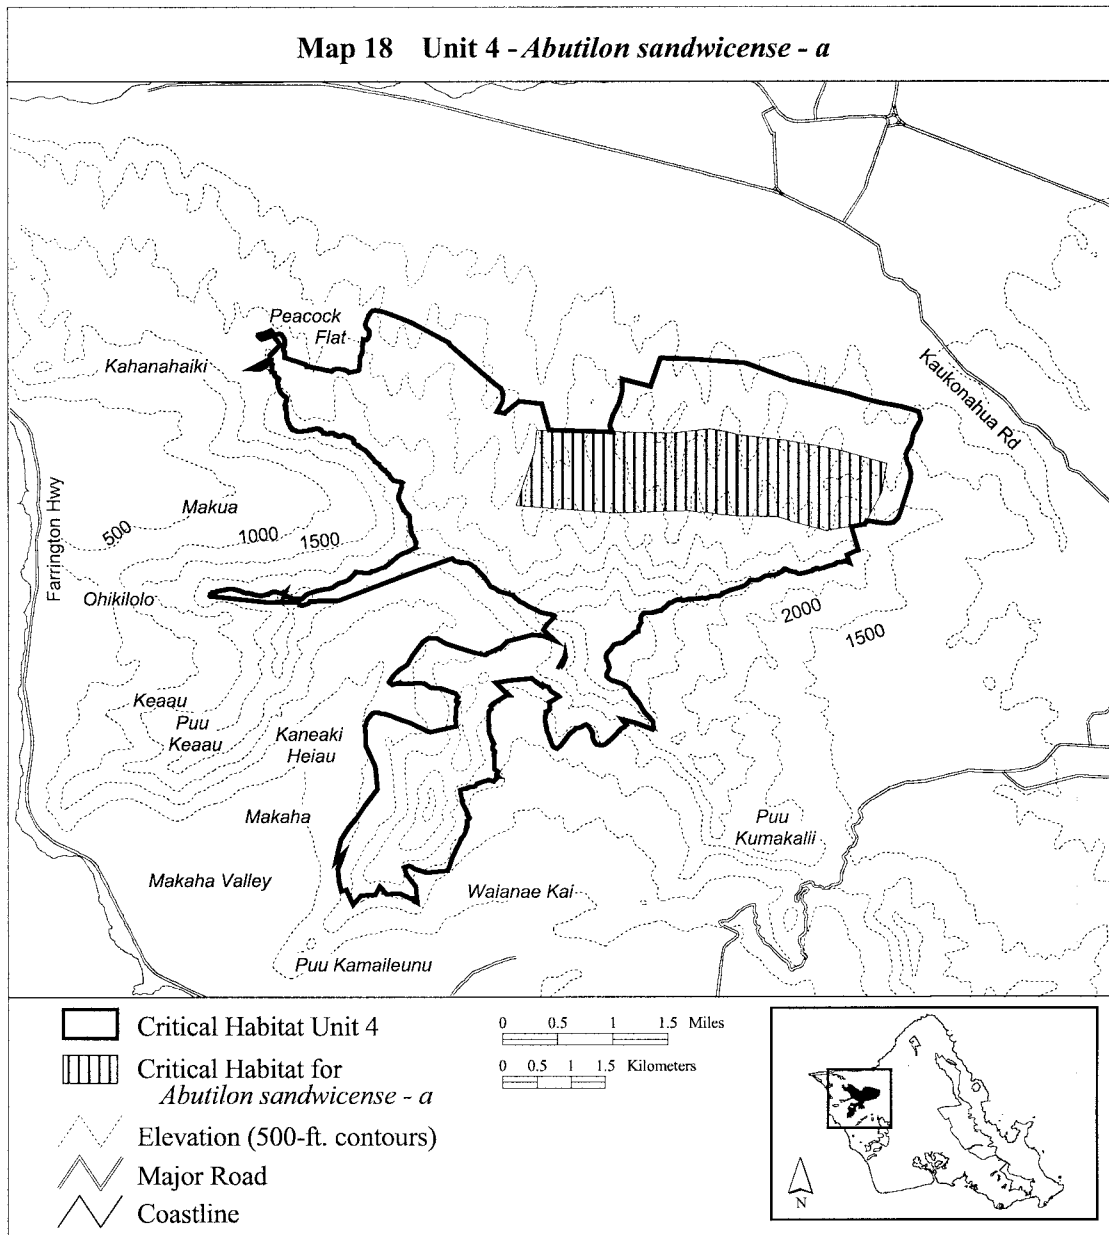 Map 18 Unit 4 - Abutilon sandwicense - a
Peacock
Flat
Kahanahaiki
Kaukonahua Rd
Farrington Hwy
Makua
500
1000
1500
Ohikilolo
2000
1500
Keaau
Puu
Keaau
Kaneaki
Heiau
Makaha
Puu
Kumakalii
Makaha Valley
Waianae Kai
Puu Kamaileunu
Critical Habitat Unit 4
Critical Habitat for
Abutilon sandwicense - a
Elevation (500-ft. contours)
Major Road
Coastline
0 0.5 1 1.5 Miles
0 0.5 1 1.5 Kilometers
N